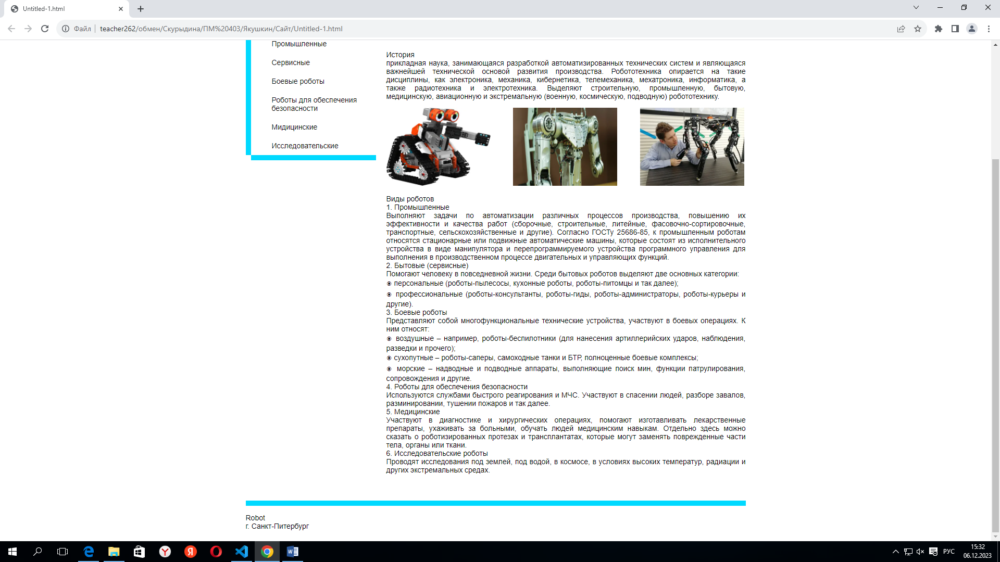 Untitled-1.html
Файл
teacher262/обмен/Скурыдина/ПМ%20403/Якушкин/Сайт/Untitled-1.html
Промышленные
Сервисные
Боевые роботы
Роботы для обеспечения
безопасности
Мидицинские
Исследовательские
История
прикладная наука, занимающаяся разработкой автоматизированных технических систем и являющаяся
важнейшей технической основой развития производства. Робототехника опирается на такие
дисциплины, как электроника, механика, кибернетика, телемеханика, мехатроника, информатика, а
также радиотехника и электротехника. Выделяют строительную, промышленную, бытовую,
медицинскую, авиационную и экстремальную (военную, космическую, подводную) робототехнику.
Виды роботов
1. Промышленные
Выполняют задачи по автоматизации различных процессов производства, повышению их
эффективности и качества работ (сборочные, строительные, литейные, фасовочно-сортировочные,
транспортные, сельскохозяйственные и другие). Согласно ГОСТу 25686-85, к промышленным роботам
относятся стационарные или подвижные автоматические машины, которые состоят из исполнительного
устройства в виде манипулятора и перепрограммируемого устройства программного управления для
выполнения в производственном процессе двигательных и управляющих функций.
2. Бытовые (сервисные)
Помогают человеку в повседневной жизни. Среди бытовых роботов выделяют две основных категории:
◉ персональные (роботы-пылесосы, кухонные роботы, роботы-питомцы и так далее);
◉ профессиональные (роботы-консультанты, роботы-гиды, роботы-администраторы, роботы-курьеры и
другие).
3. Боевые роботы
Представляют собой многофункциональные технические устройства, участвуют в боевых операциях. К
ним относят:
◉ воздушные – например, роботы-беспилотники (для нанесения артиллерийских ударов, наблюдения,
разведки и прочего);
◉ сухопутные – роботы-саперы, самоходные танки и БТР, полноценные боевые комплексы;
◉ морские – надводные и подводные аппараты, выполняющие поиск мин, функции патрулирования,
сопровождения и другие.
4. Роботы для обеспечения безопасности
Используются службами быстрого реагирования и МЧС. Участвуют в спасении людей, разборе завалов,
разминировании, тушении пожаров и так далее.
5. Медицинские
Участвуют в диагностике и хирургических операциях, помогают изготавливать лекарственные
препараты, ухаживать за больными, обучать людей медицинским навыкам. Отдельно здесь можно
сказать о роботизированных протезах и трансплантатах, которые могут заменять поврежденные части
тела, органы или ткани.
6. Исследовательские роботы
Проводят исследования под землей, под водой, в космосе, в условиях высоких температур, радиации и
других экстремальных средах.
Robot
г. Санкт-Питербург
РУС
15:32
06.12.2023